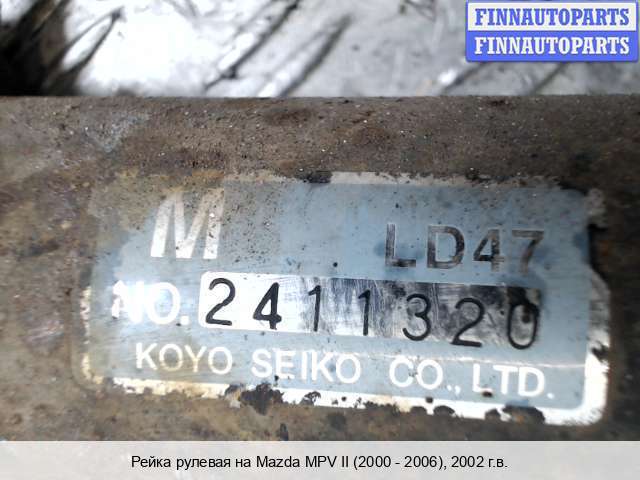 FINNAUTOPARTS
FINNAUTOPARTS
M LD47
NO. 2411320
KOYO SEIKO CO., LTD.
Рейка рулевая на Mazda MPV II (2000 - 2006), 2002 г.в.